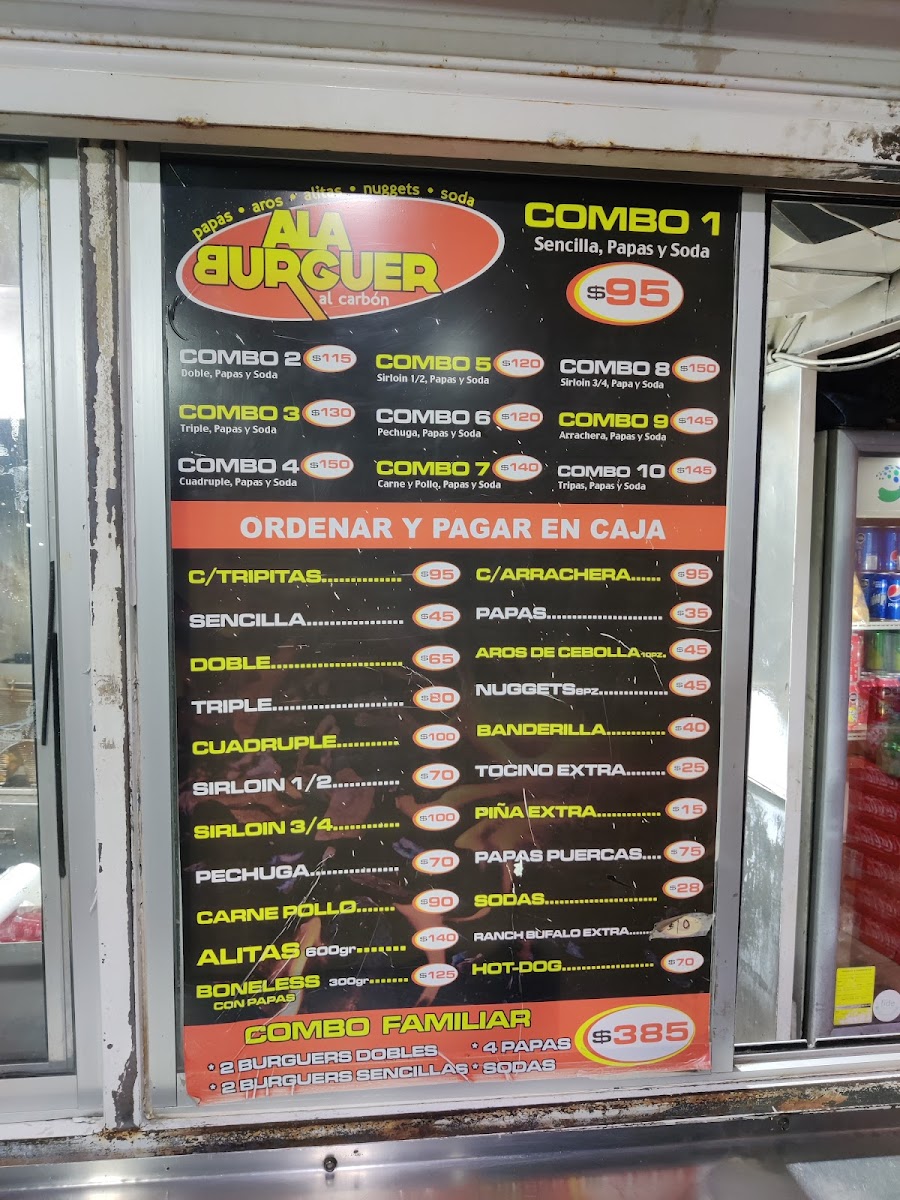 papas • aros • alitas • nuggets • soda
ALA
BURGUER
al carbón
COMBO 1
Sencilla, Papas y Soda
$95
COMBO 2 $115
Doble, Papas y Soda
COMBO 3 $130
Triple, Papas y Soda
COMBO 4 $150
Cuadruple, Papas y Soda
COMBO 5 $120
Sirloin 1/2, Papas y Soda
COMBO 6 $120
Pechuga, Papas y Soda
COMBO 7 $140
Carne y Pollo, Papas y Soda
COMBO 8 $150
Sirloin 3/4, Papa y Soda
COMBO 9 $145
Arrachera, Papas y Soda
COMBO 10 $145
Tripas, Papas y Soda
ORDENAR Y PAGAR EN CAJA
C/TRIPITAS.............. $95
SENCILLA................. $45
DOBLE....................... $65
TRIPLE....................... $80
CUADRUPLE........... $100
SIRLOIN 1/2............ $70
SIRLOIN 3/4............ $100
PECHUGA................ $70
CARNE POLLO....... $90
ALITAS 600gr....... $140
BONELESS 300gr....... $125
CON PAPAS
C/ARRACHERA...... $95
PAPAS..................... $35
AROS DE CEBOLLA 10PZ. $45
NUGGETS 8PZ............. $45
BANDERILLA........... $40
TOCINO EXTRA....... $25
PIÑA EXTRA............ $15
PAPAS PUERCAS.... $75
SODAS..................... $28
RANCH BUFALO EXTRA......
HOT-DOG................ $70
COMBO FAMILIAR
* 2 BURGUERS DOBLES * 4 PAPAS
* 2 BURGUERS SENCILLAS * SODAS
$385